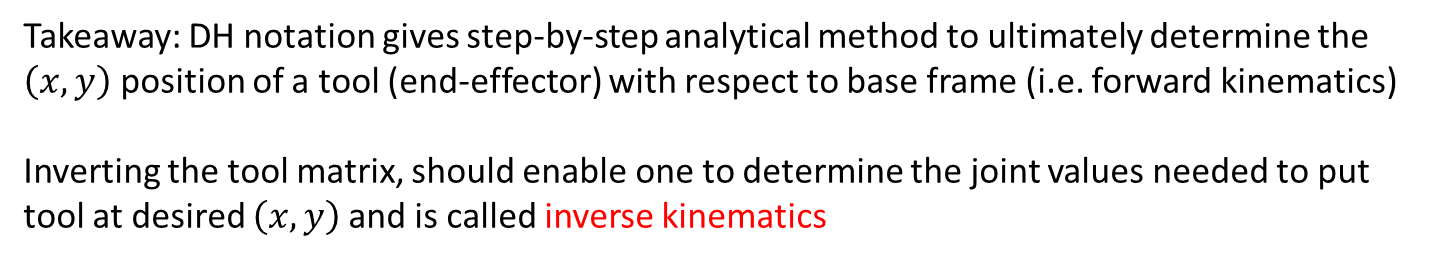 Takeaway: DH notation gives step-by-step analytical method to ultimately determine the
(x, y) position of a tool (end-effector) with respect to base frame (i.e. forward kinematics)
Inverting the tool matrix, should enable one to determine the joint values needed to put
tool at desired (x, y) and is called inverse kinematics